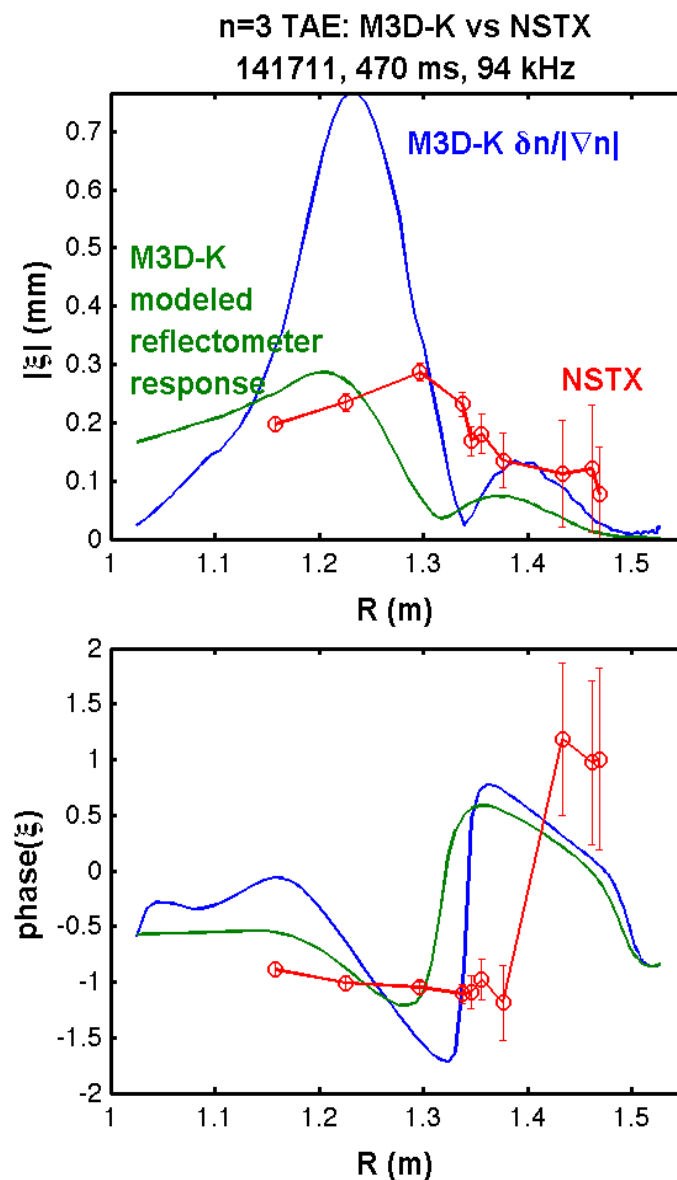 n=3 TAE: M3D-K vs NSTX
141711, 470 ms, 94 kHz
M3D-K δn/|∇n|
M3D-K
modeled
reflectometer
response
NSTX
|ξ| (mm)
0.7
0.6
0.5
0.4
0.3
0.2
0.1
0
1 1.1 1.2 1.3 1.4 1.5
R (m)
phase(ξ)
2
1.5
1
0.5
0
-0.5
-1
-1.5
-2
1 1.1 1.2 1.3 1.4 1.5
R (m)